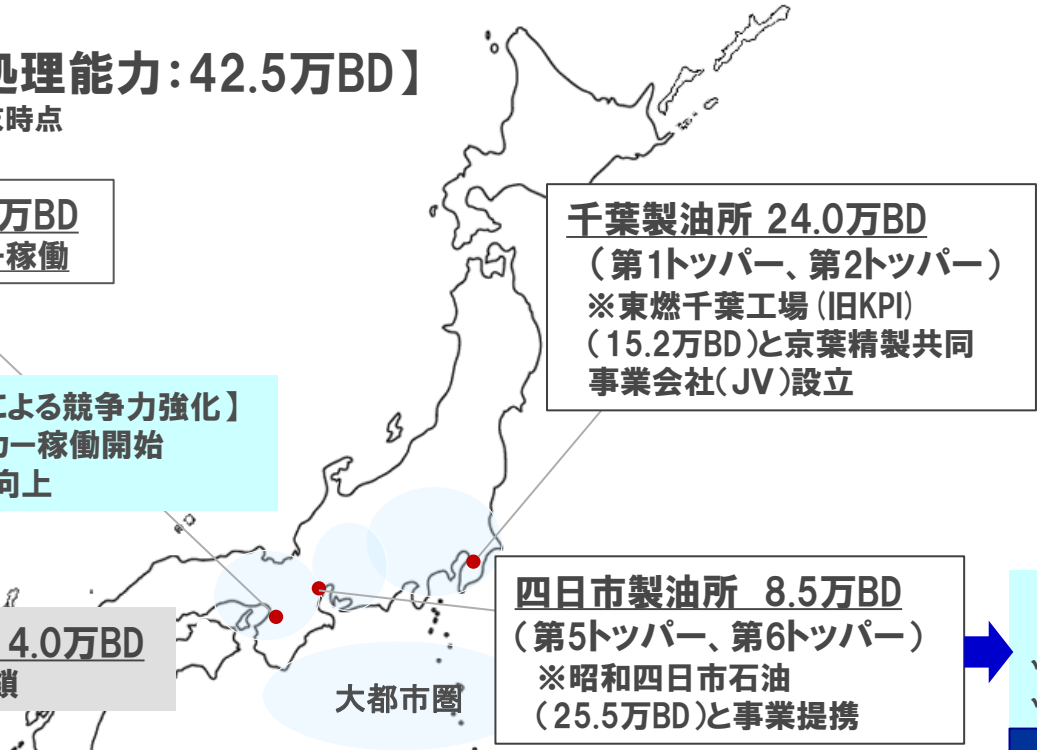 処理能力:42.5万BD】
時点
万BD
稼働
千葉製油所 24.0万BD
(第1トッパー、第2トッパー)
※東燃千葉工場(旧KPI)
(15.2万BD)と京葉精製共同
事業会社(JV)設立
による競争力強化】
カー稼働開始
向上
四日市製油所 8.5万BD
(第5トッパー、第6トッパー)
※昭和四日市石油
(25.5万BD)と事業提携
4.0万BD
鎖
大都市圏